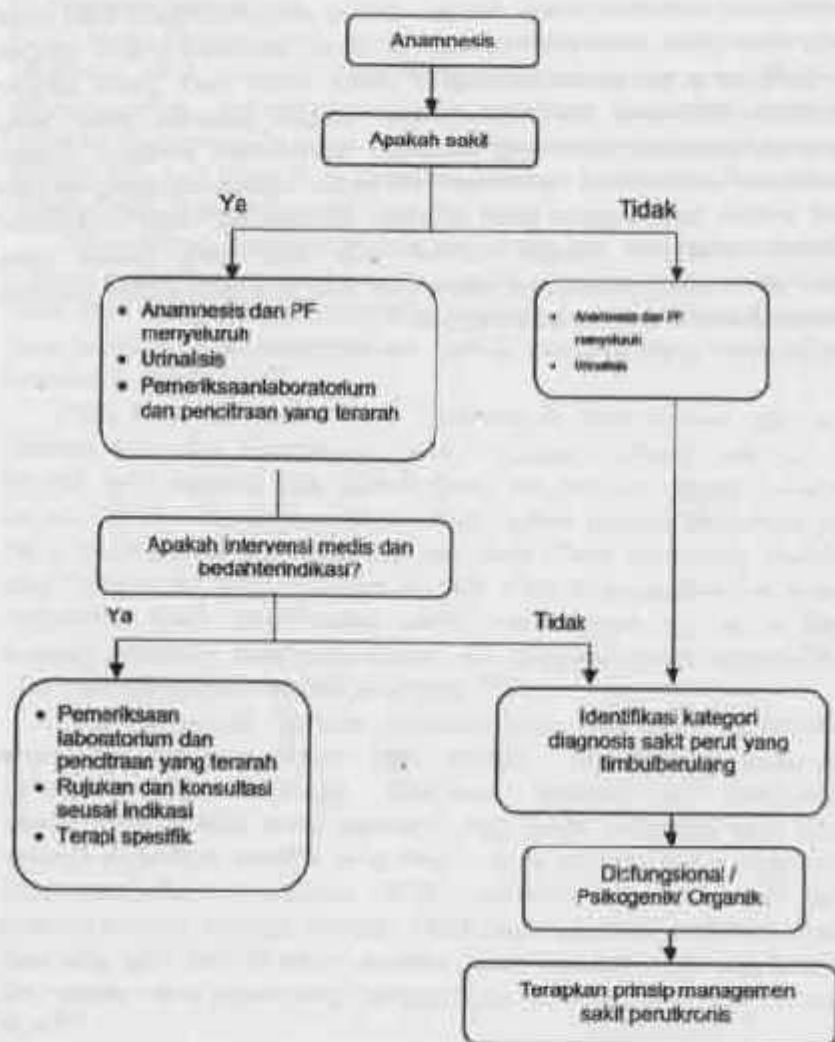 Anamnesis
Apakah sakit
Ya
Tidak
• Anamnesis dan PF
menyeluruh
• Urinalisis
• Pemeriksaanlaboratorium
dan pencitraan yang terarah
• Anamnesis dan PF
menyeluruh
• Urinalisis
Apakah intervensi medis dan
bedahterindikasi?
Ya
Tidak
• Pemeriksaan
laboratorium dan
pencitraan yang terarah
• Rujukan dan konsultasi
seusai indikasi
• Terapi spesifik
Identifikasi kategori
diagnosis sakit perut yang
timbulberulang
Disfungsional /
Psikogenik/ Organik
Terapkan prinsip managemen
sakit perutkronis